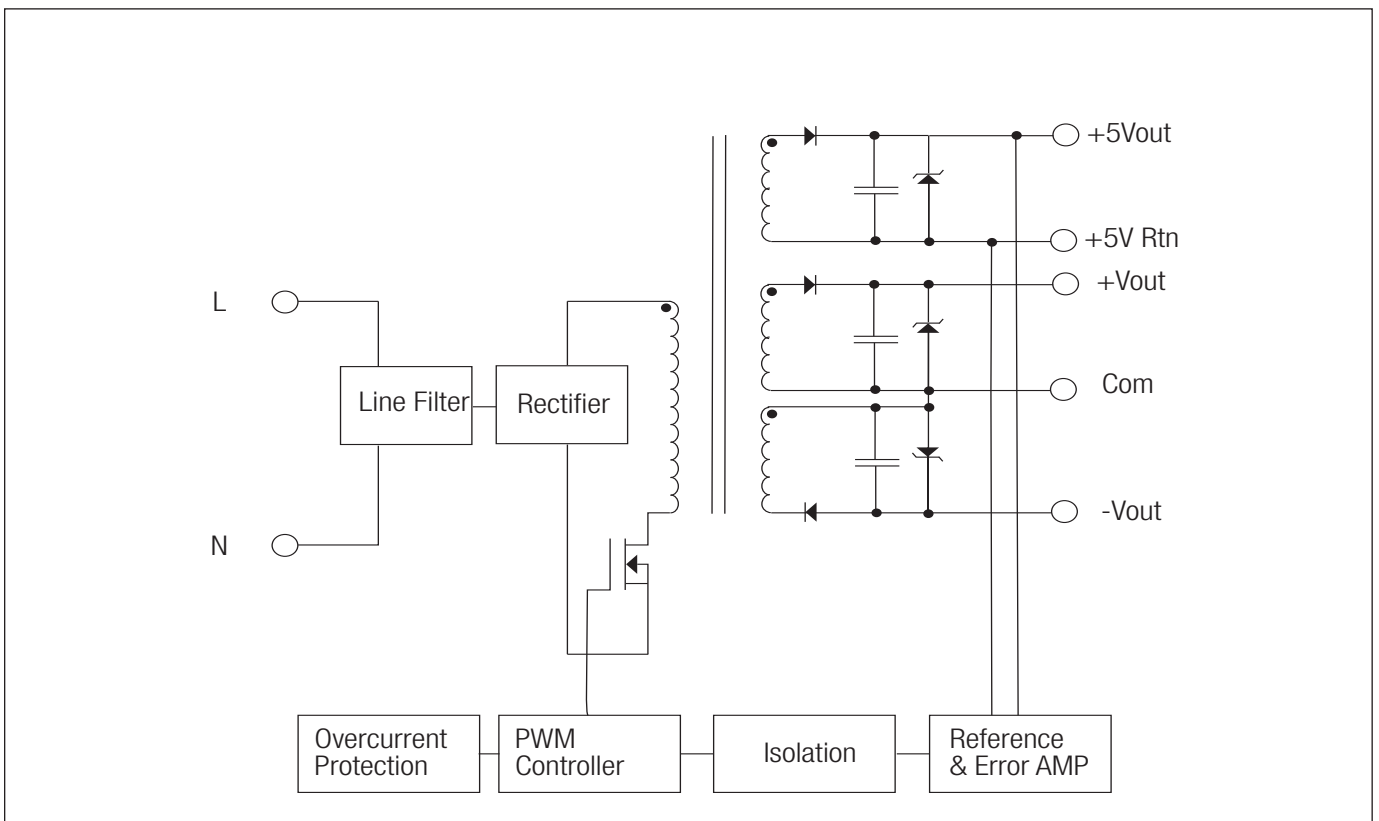 +5Vout
+5V Rtn
+Vout
L
Com
Line Filter
Rectifier
-Vout
N
Overcurrent
Protection
PWM
Controller
Isolation
Reference
& Error AMP